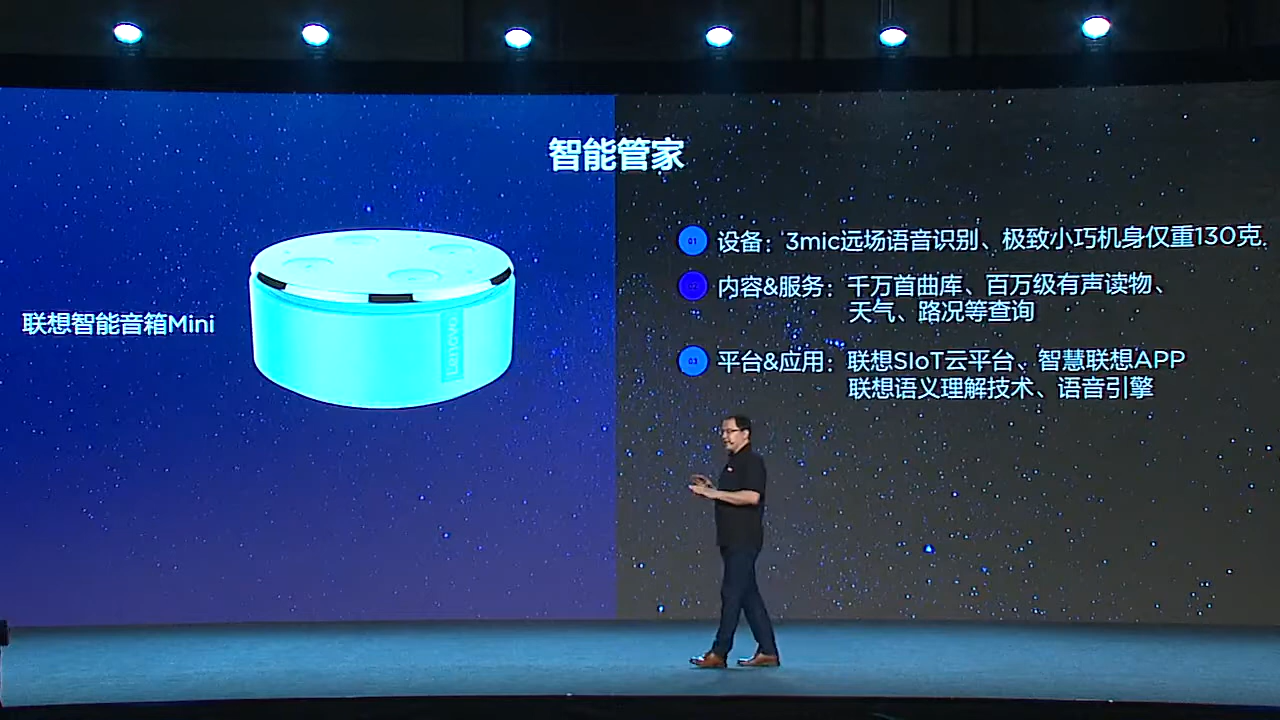 智能管家
联想智能音箱Mini
Lenovo
01 设备：3mic远场语音识别、极致小巧机身仅重130克。
内容&服务：千万首曲库、百万级有声读物、
天气、路况等查询
03 平台&应用：联想SIoT云平台、智慧联想APP
联想语义理解技术、语音引擎